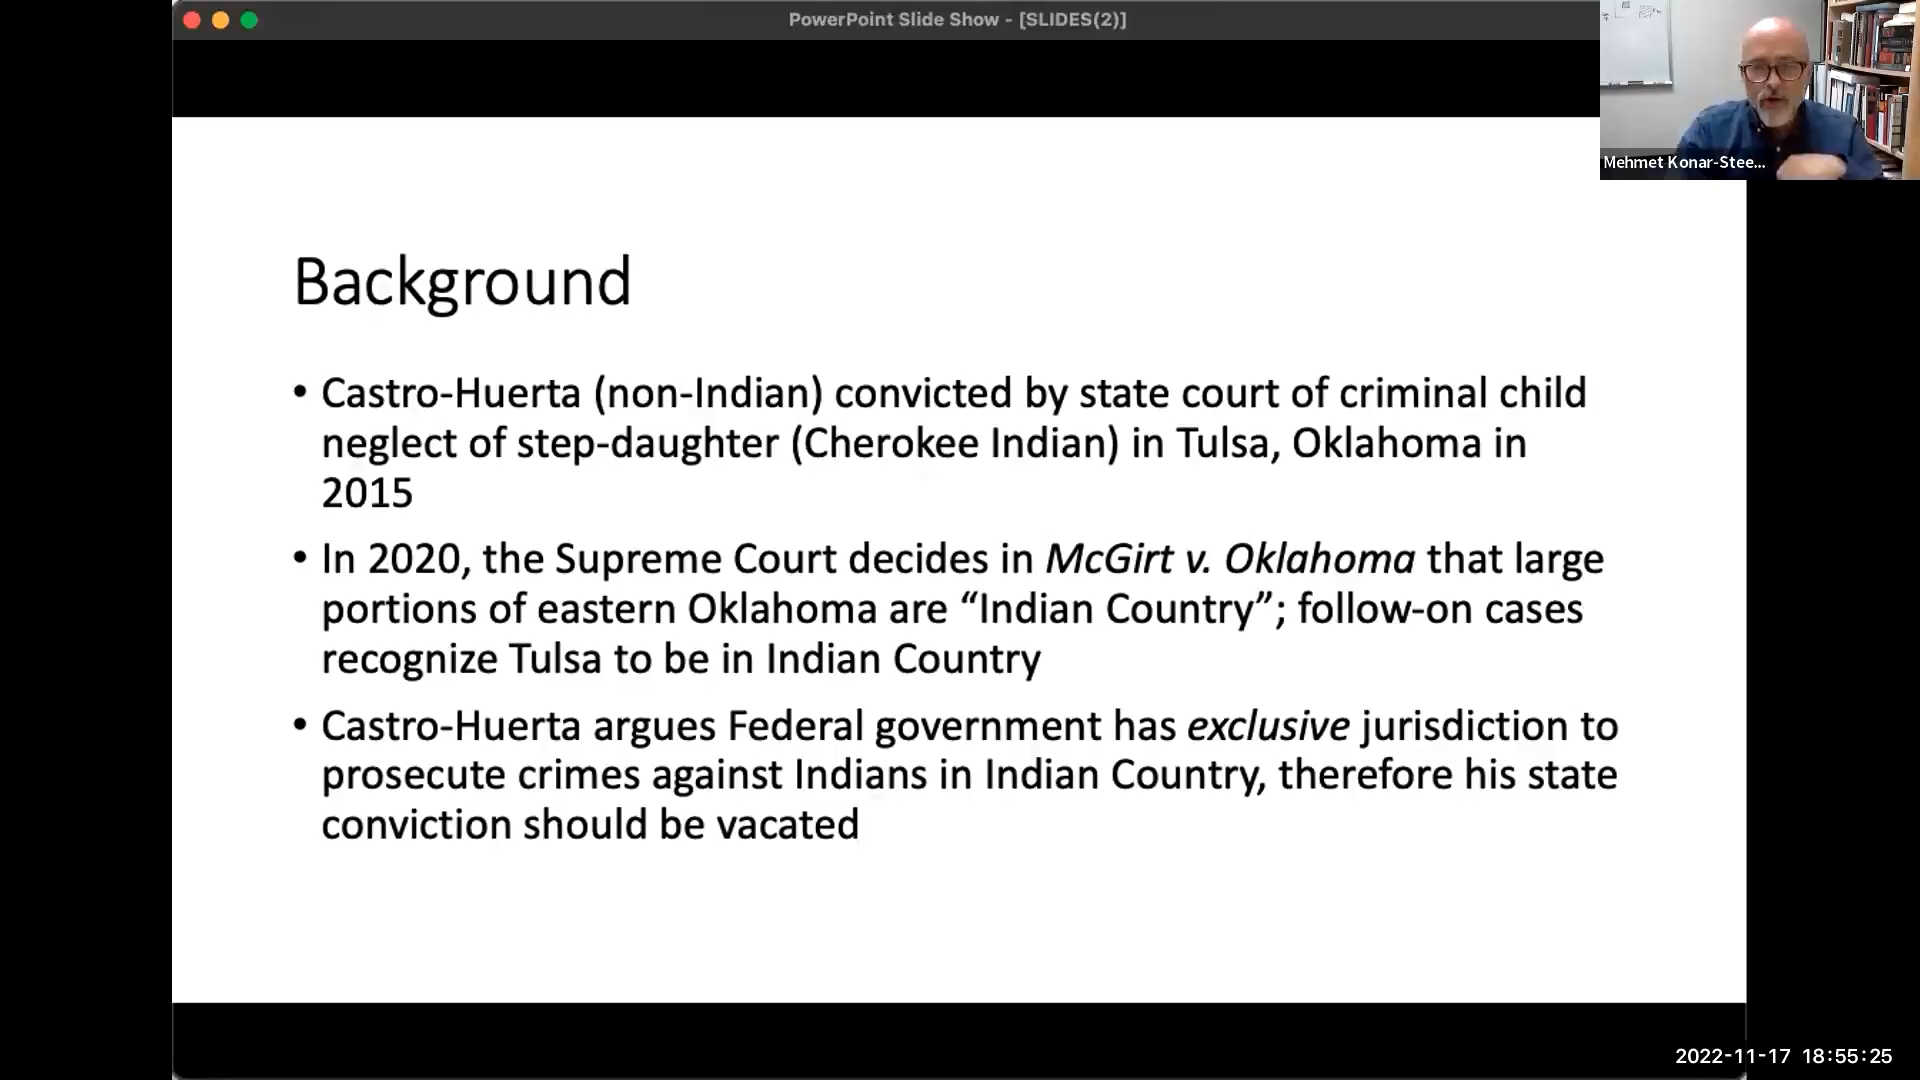 PowerPoint Slide Show - [SLIDES(2)]
Mehmet Konar-Stee...
Background
• Castro-Huerta (non-Indian) convicted by state court of criminal child
neglect of step-daughter (Cherokee Indian) in Tulsa, Oklahoma in
2015
• In 2020, the Supreme Court decides in McGirt v. Oklahoma that large
portions of eastern Oklahoma are “Indian Country”; follow-on cases
recognize Tulsa to be in Indian Country
• Castro-Huerta argues Federal government has exclusive jurisdiction to
prosecute crimes against Indians in Indian Country, therefore his state
conviction should be vacated
2022-11-17 18:55:25